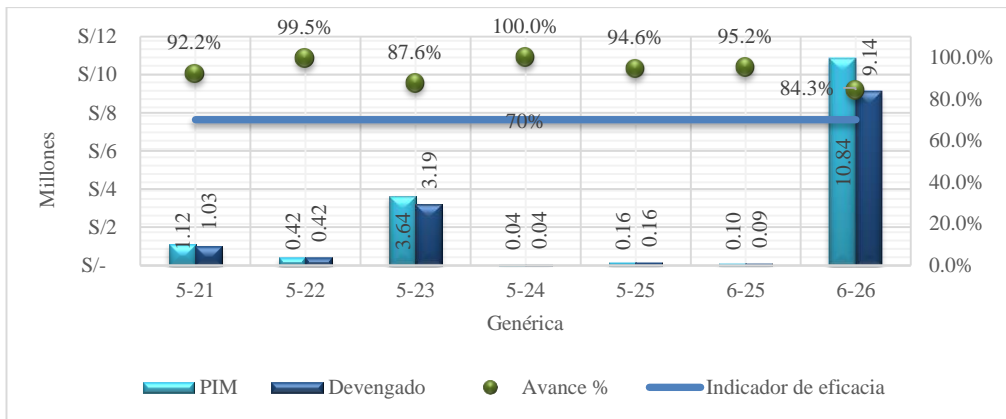 92.2%
99.5%
87.6%
100.0%
94.6%
95.2%
84.3%
S/12
S/10
S/8
S/6
S/4
S/2
S/-
Millones
100.0%
80.0%
60.0%
40.0%
20.0%
0.0%
70%
1.12
1.03
0.42
0.42
3.64
3.19
0.04
0.04
0.16
0.16
0.10
0.09
10.84
9.14
5-21
5-22
5-23
5-24
5-25
6-25
6-26
Genérica
PIM
Devengado
Avance %
Indicador de eficacia